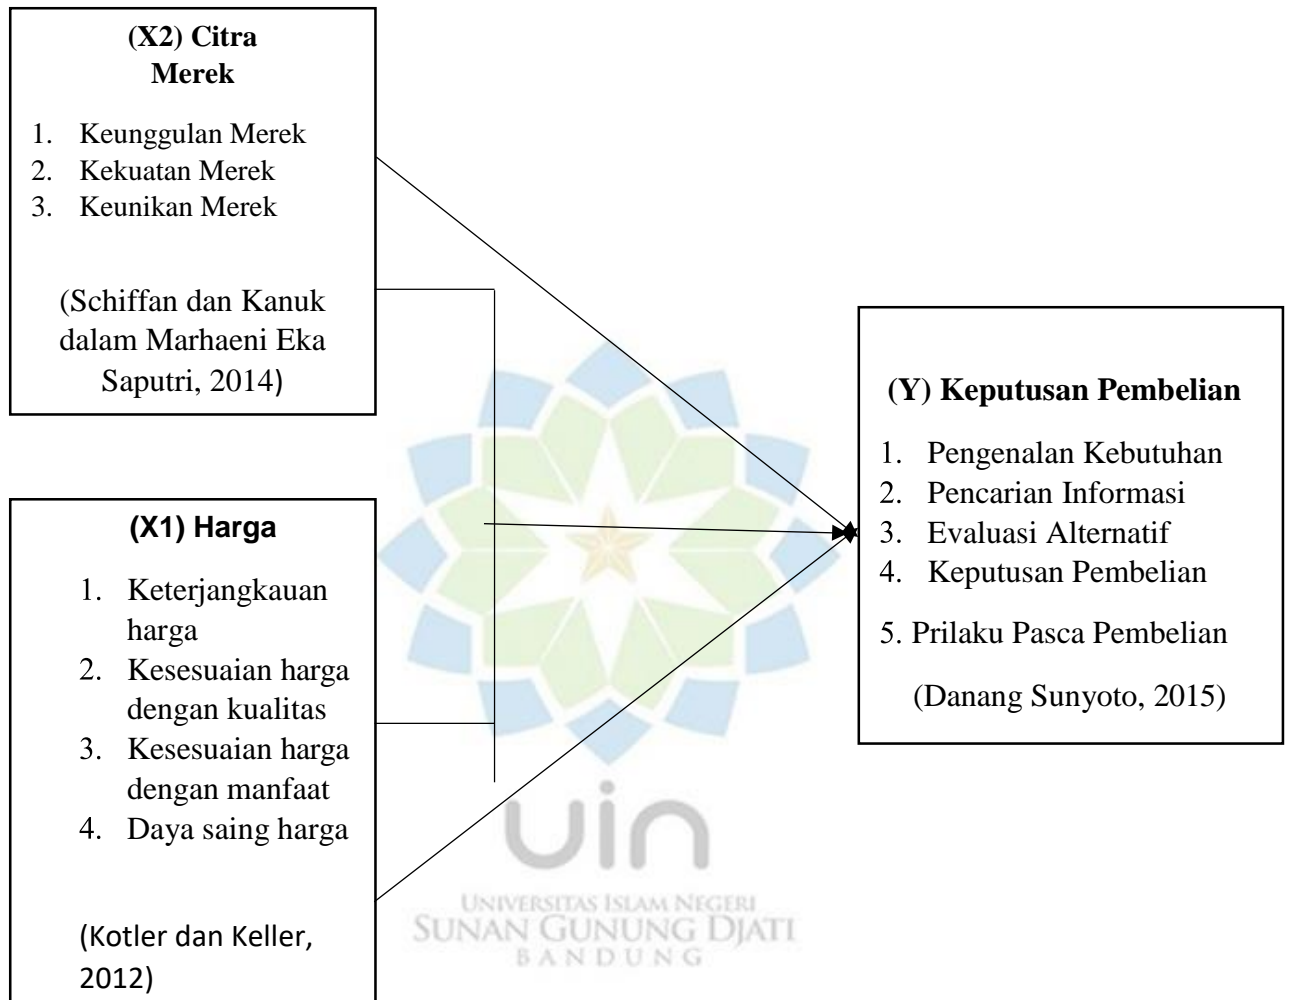 (X2) Citra
Merek
1. Keunggulan Merek
2. Kekuatan Merek
3. Keunikan Merek
(Schiffan dan Kanuk
dalam Marhaeni Eka
Saputri, 2014)
(X1) Harga
1. Keterjangkauan
harga
2. Kesesuaian harga
dengan kualitas
3. Kesesuaian harga
dengan manfaat
4. Daya saing harga
(Kotler dan Keller,
2012)
(Y) Keputusan Pembelian
1. Pengenalan Kebutuhan
2. Pencarian Informasi
3. Evaluasi Alternatif
4. Keputusan Pembelian
5. Prilaku Pasca Pembelian
(Danang Sunyoto, 2015)
uin
UNIVERSITAS ISLAM NEGERI
SUNAN GUNUNG DJATI
BANDUNG